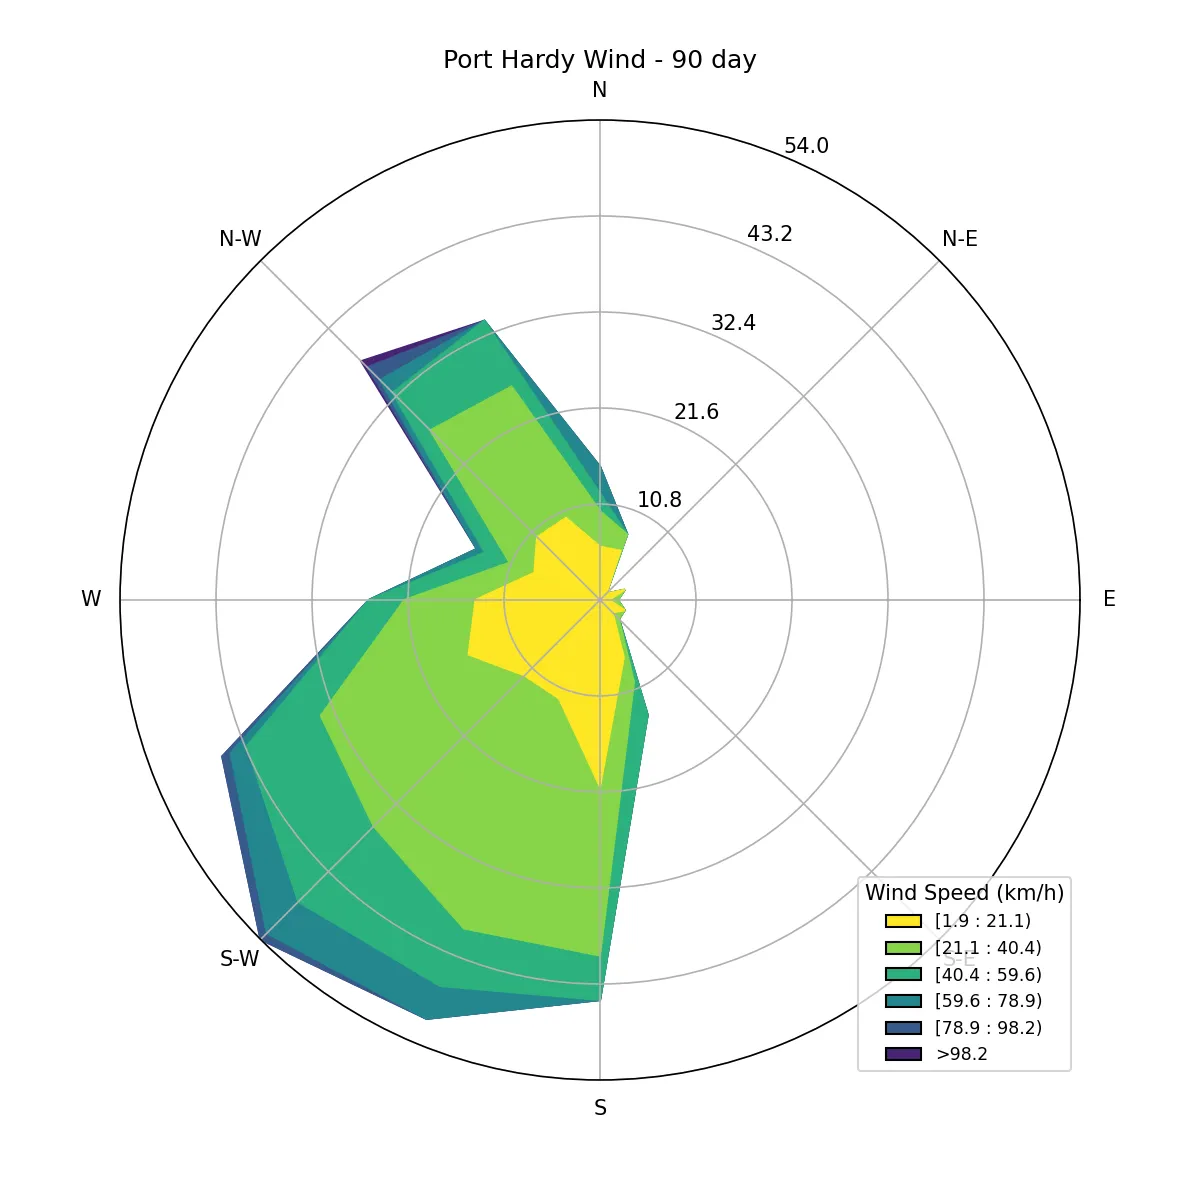 Port Hardy Wind - 90 day
N
54.0
N-W
43.2
N-E
32.4
21.6
10.8
W
E
S-W
S-E
S
Wind Speed (km/h)
[1.9 : 21.1)
[21.1 : 40.4)
[40.4 : 59.6)
[59.6 : 78.9)
[78.9 : 98.2)
>98.2